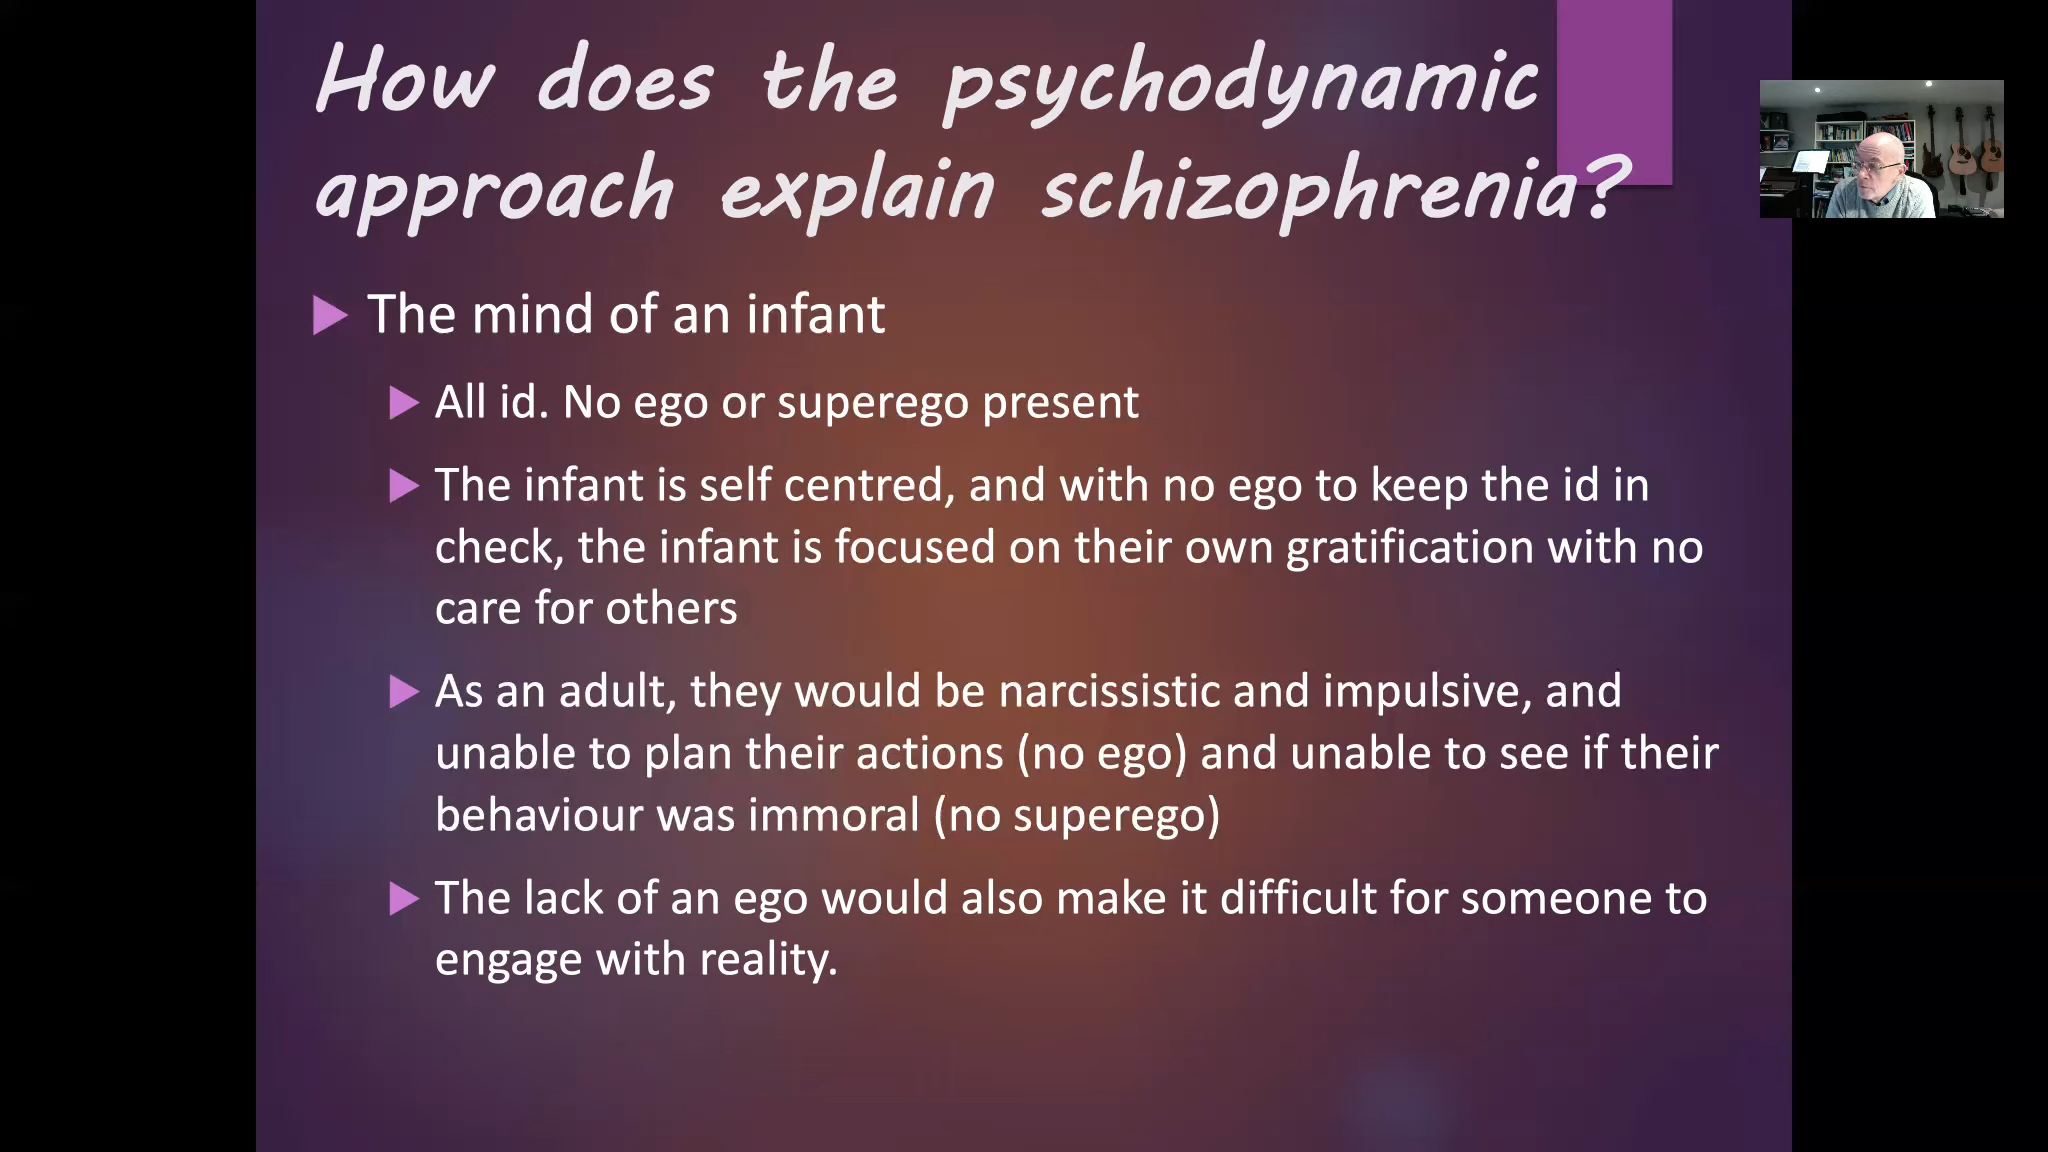 How does the psychodynamic
approach explain schizophrenia?
The mind of an infant
All id. No ego or superego present
The infant is self centred, and with no ego to keep the id in
check, the infant is focused on their own gratification with no
care for others
As an adult, they would be narcissistic and impulsive, and
unable to plan their actions (no ego) and unable to see if their
behaviour was immoral (no superego)
The lack of an ego would also make it difficult for someone to
engage with reality.